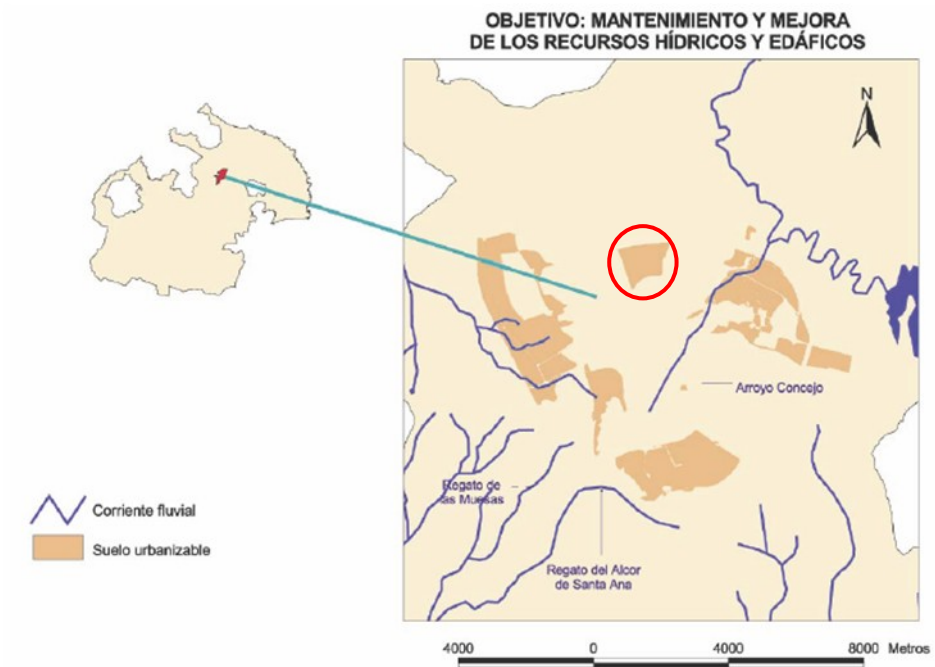 OBJETIVO: MANTENIMIENTO Y MEJORA
DE LOS RECURSOS HÍDRICOS Y EDÁFICOS
N
Arroyo Concejo
Regato de
las Muesas
Regato del Alcor
de Santa Ana
Corriente fluvial
Suelo urbanizable
4000 0 4000 8000 Metros